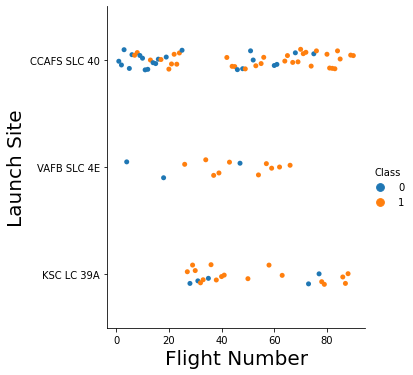 CCAFS SLC 40
VAFB SLC 4E
KSC LC 39A
Launch Site
0 20 40 60 80
Flight Number
Class
0
1